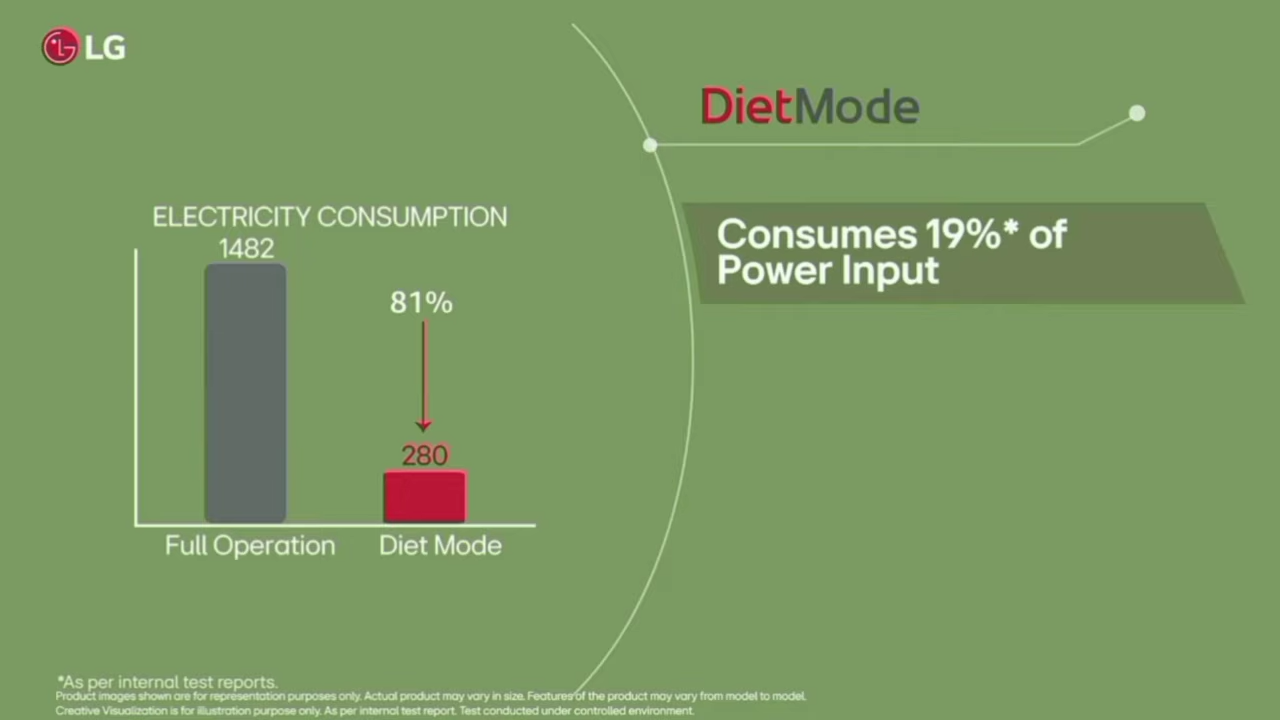 LG
DietMode
ELECTRICITY CONSUMPTION
1482
81%
280
Full Operation
Diet Mode
Consumes 19%* of
Power Input
*As per internal test reports.
Product images shown are for representation purposes only. Actual product may vary in size. Features of the product may vary from model to model.
Creative Visualization is for illustration purpose only. As per internal test report. Test conducted under controlled environment.